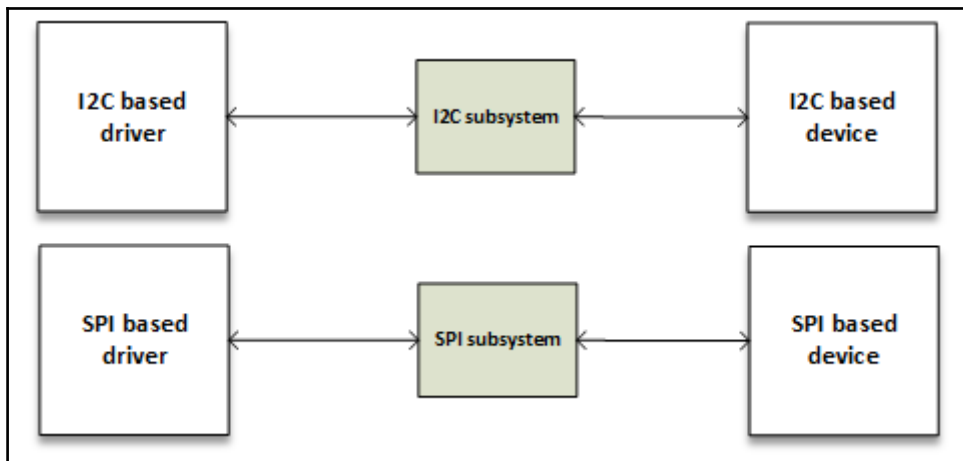 I2C based
driver
I2C subsystem
I2C based
device
SPI based
driver
SPI subsystem
SPI based
device